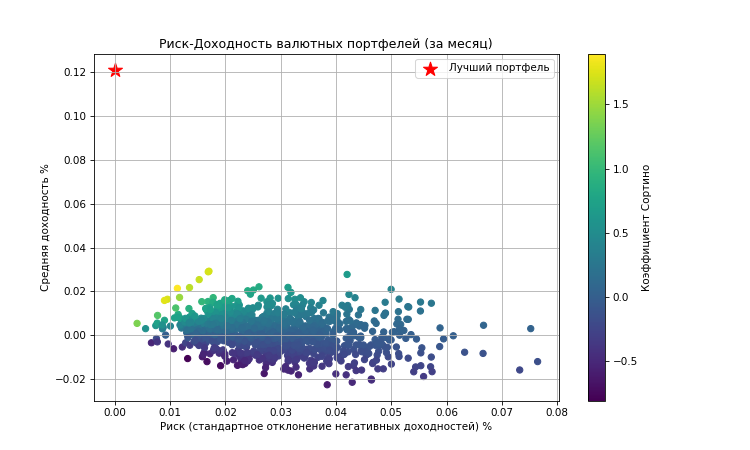 Риск-Доходность валютных портфелей (за месяц)
Лучший портфель
Средняя доходность %
0.12
0.10
0.08
0.06
0.04
0.02
0.00
−0.02
0.00 0.01 0.02 0.03 0.04 0.05 0.06 0.07 0.08
Риск (стандартное отклонение негативных доходностей) %
1.5
1.0
0.5
0.0
−0.5
Коэффициент Сортино